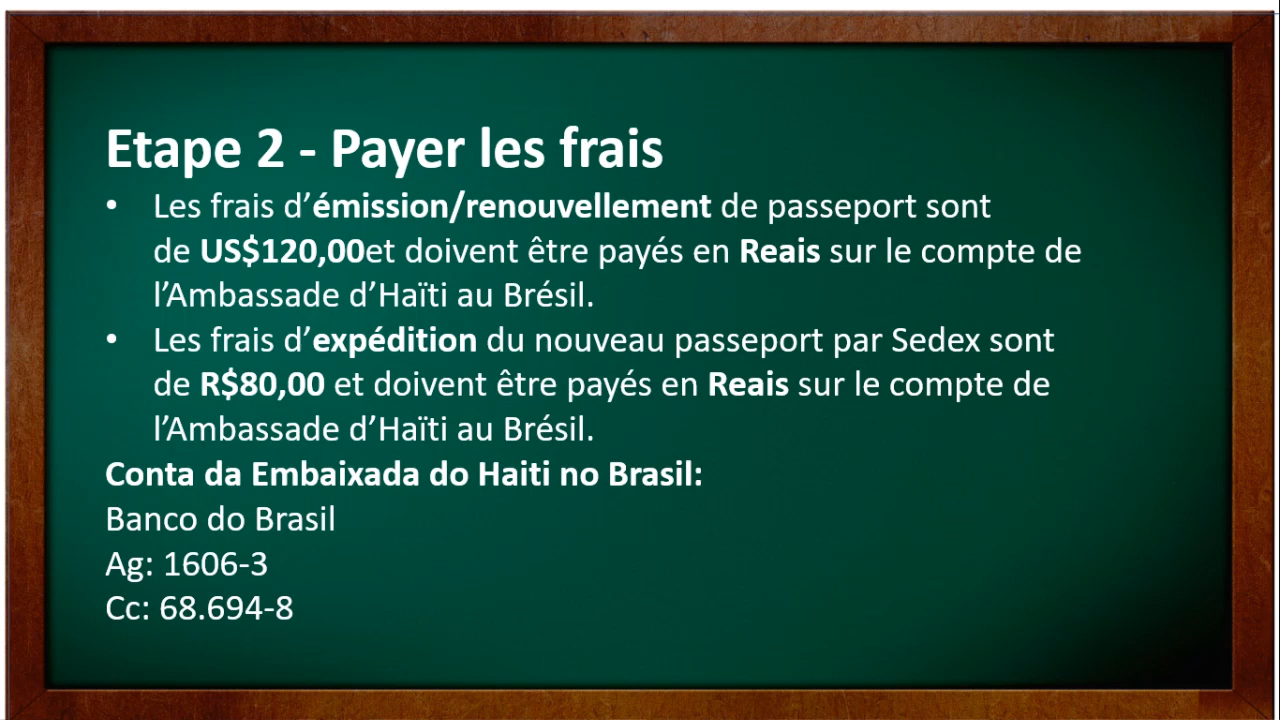 Etape 2 - Payer les frais
• Les frais d’émission/renouvellement de passeport sont
de US$120,00et doivent être payés en Reais sur le compte de
l’Ambassade d’Haïti au Brésil.
• Les frais d’expédition du nouveau passeport par Sedex sont
de R$80,00 et doivent être payés en Reais sur le compte de
l’Ambassade d’Haïti au Brésil.
Conta da Embaixada do Haiti no Brasil:
Banco do Brasil
Ag: 1606-3
Cc: 68.694-8